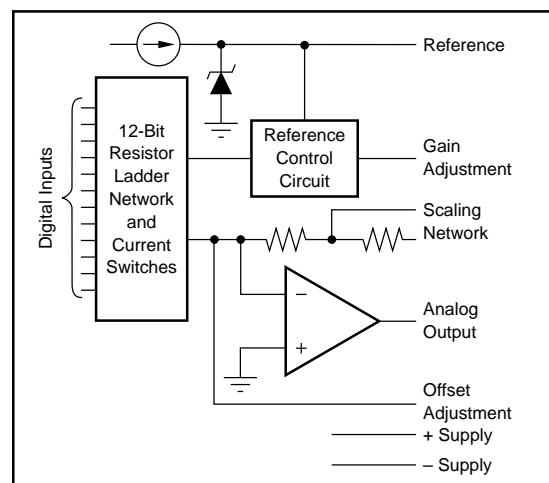 Reference
12-Bit
Resistor
Ladder
Network
and
Current
Switches
Digital Inputs
Reference
Control
Circuit
Gain
Adjustment
Scaling
Network
–
+
Analog
Output
Offset
Adjustment
+ Supply
– Supply